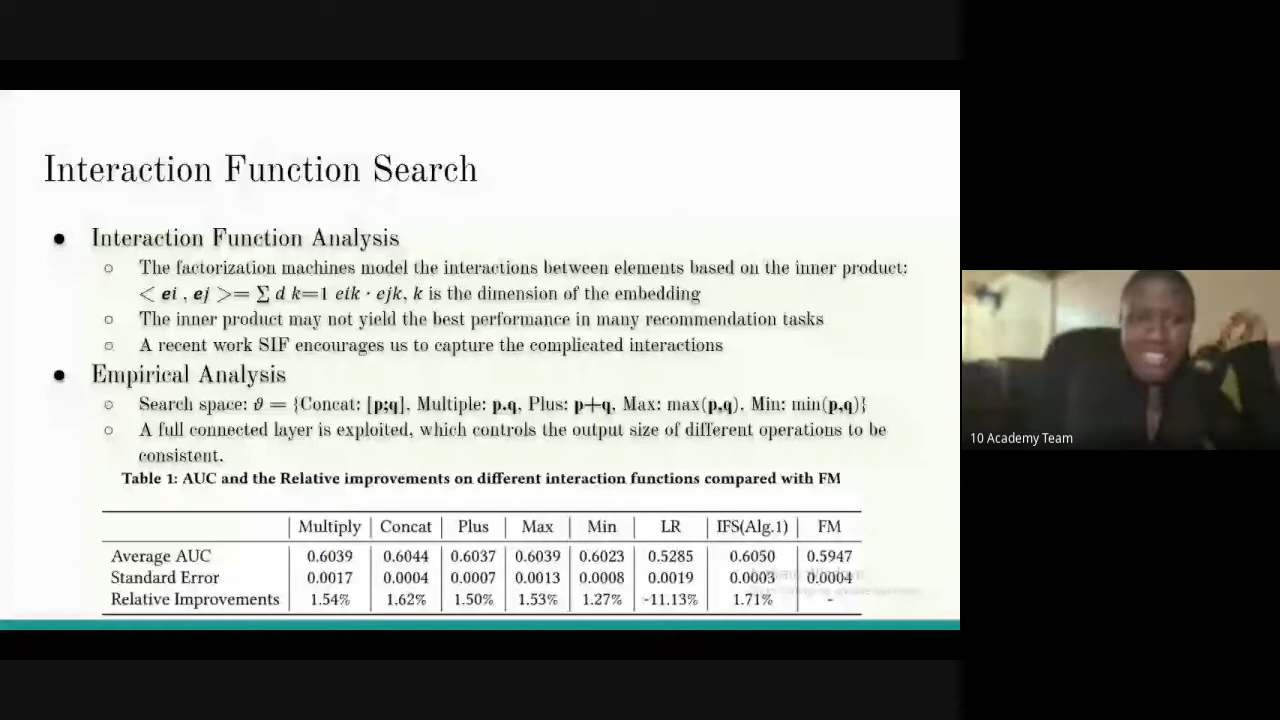 Interaction Function Search
● Interaction Function Analysis
○ The factorization machines model the interactions between elements based on the inner product:
< ei , ej >= ∑ d k=1 eik · ejk, k is the dimension of the embedding
○ The inner product may not yield the best performance in many recommendation tasks
○ A recent work SIF encourages us to capture the complicated interactions
● Empirical Analysis
○ Search space: ϑ = {Concat: [p;q], Multiple: p.q, Plus: p+q, Max: max(p,q), Min: min(p,q)}
○ A full connected layer is exploited, which controls the output size of different operations to be
consistent.
Table 1: AUC and the Relative improvements on different interaction functions compared with FM
Multiply Concat Plus Max Min LR IFS(Alg.1) FM
Average AUC 0.6039 0.6044 0.6037 0.6039 0.6023 0.5285 0.6050 0.5947
Standard Error 0.0017 0.0004 0.0007 0.0013 0.0008 0.0019 0.0003 0.0004
Relative Improvements 1.54% 1.62% 1.50% 1.53% 1.27% -11.13% 1.71% -
10 Academy Team